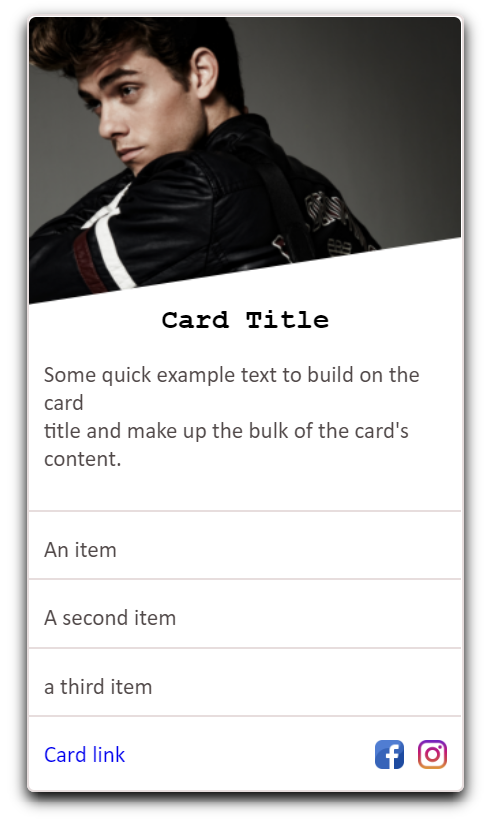 Card Title
Some quick example text to build on the
card
title and make up the bulk of the card's
content.
An item
A second item
a third item
Card link